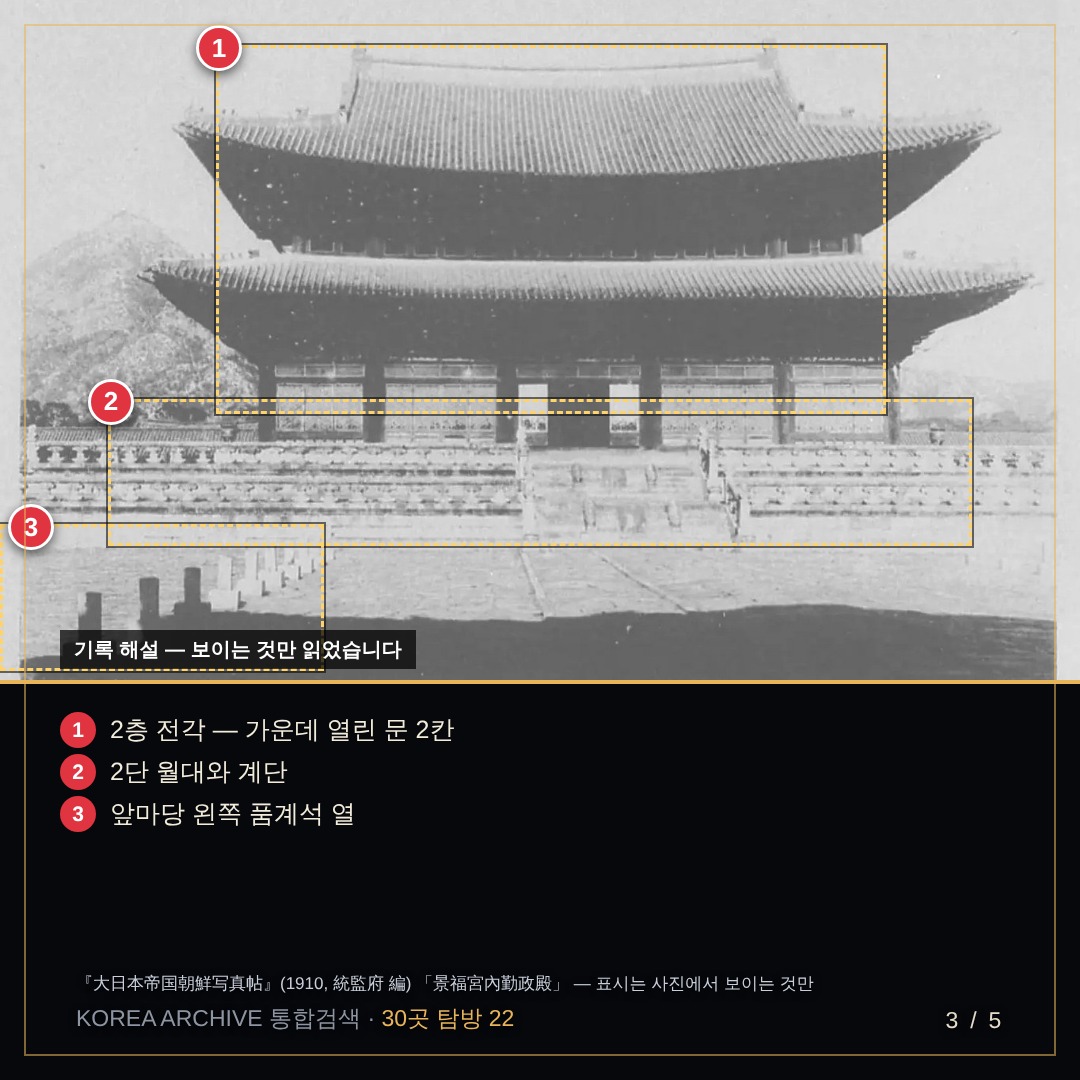 1
2
3
기록 해설 — 보이는 것만 읽었습니다
1 2층 전각 — 가운데 열린 문 2칸
2 2단 월대와 계단
3 앞마당 왼쪽 품계석 열
『大日本帝国朝鮮写真帖』(1910, 統監府 編) 「景福宮內勤政殿」 — 표시는 사진에서 보이는 것만
KOREA ARCHIVE 통합검색 · 30곳 탐방 22
3 / 5